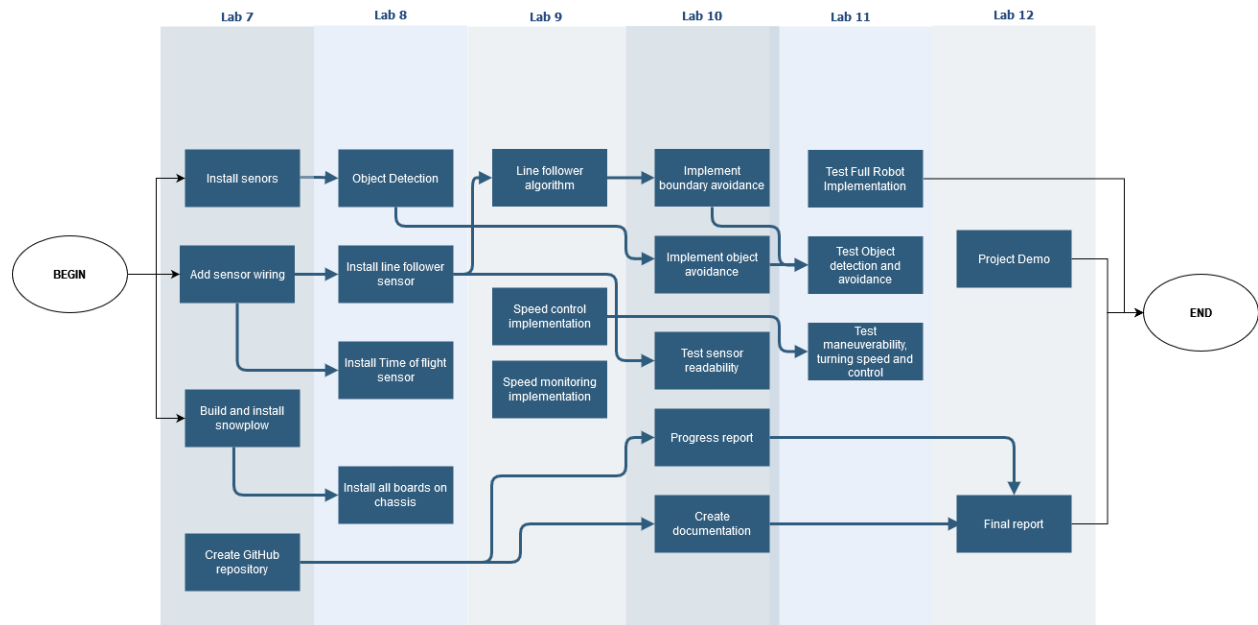 Lab 7
Lab 8
Lab 9
Lab 10
Lab 11
Lab 12
BEGIN
Install senors
Add sensor wiring
Build and install
snowplow
Create GitHub
repository
Object Detection
Install line follower
sensor
Install Time of flight
sensor
Install all boards on
chassis
Line follower
algorithm
Speed control
implementation
Speed monitoring
implementation
Implement
boundary avoidance
Implement object
avoidance
Test sensor
readability
Progress report
Create
documentation
Test Full Robot
Implementation
Test Object
detection and
avoidance
Test
maneuverability,
turning speed and
control
Project Demo
Final report
END